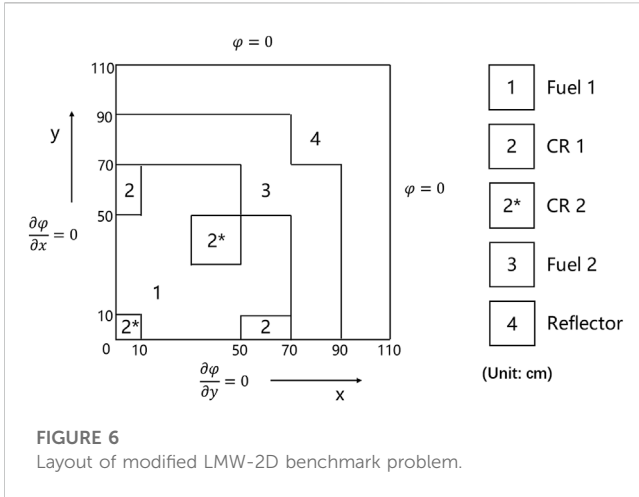 φ = 0
110
90
70
50
10
0
10
50
70
90
110
y
x
∂φ/∂x = 0
∂φ/∂y = 0
φ = 0
4
2
3
2*
1
2*
2
1 Fuel 1
2 CR 1
2* CR 2
3 Fuel 2
4 Reflector
(Unit: cm)
FIGURE 6
Layout of modified LMW-2D benchmark problem.